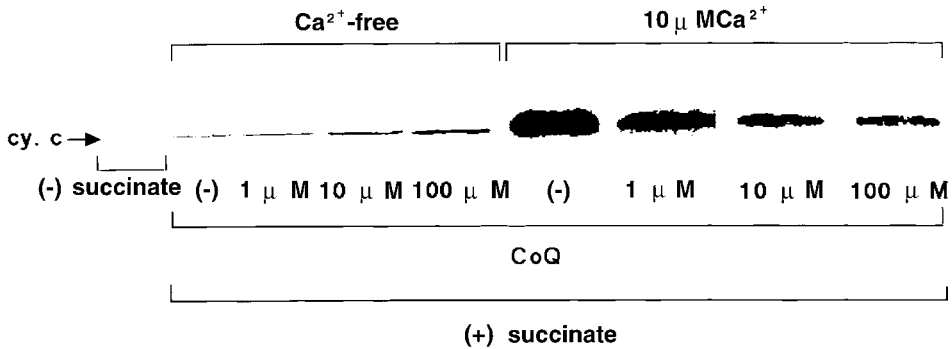 Ca²⁺-free 10 μ MCa²⁺
cy. c →
(-) succinate (-) 1 μ M 10 μ M 100 μ M (-) 1 μ M 10 μ M 100 μ M
CoQ
(+) succinate